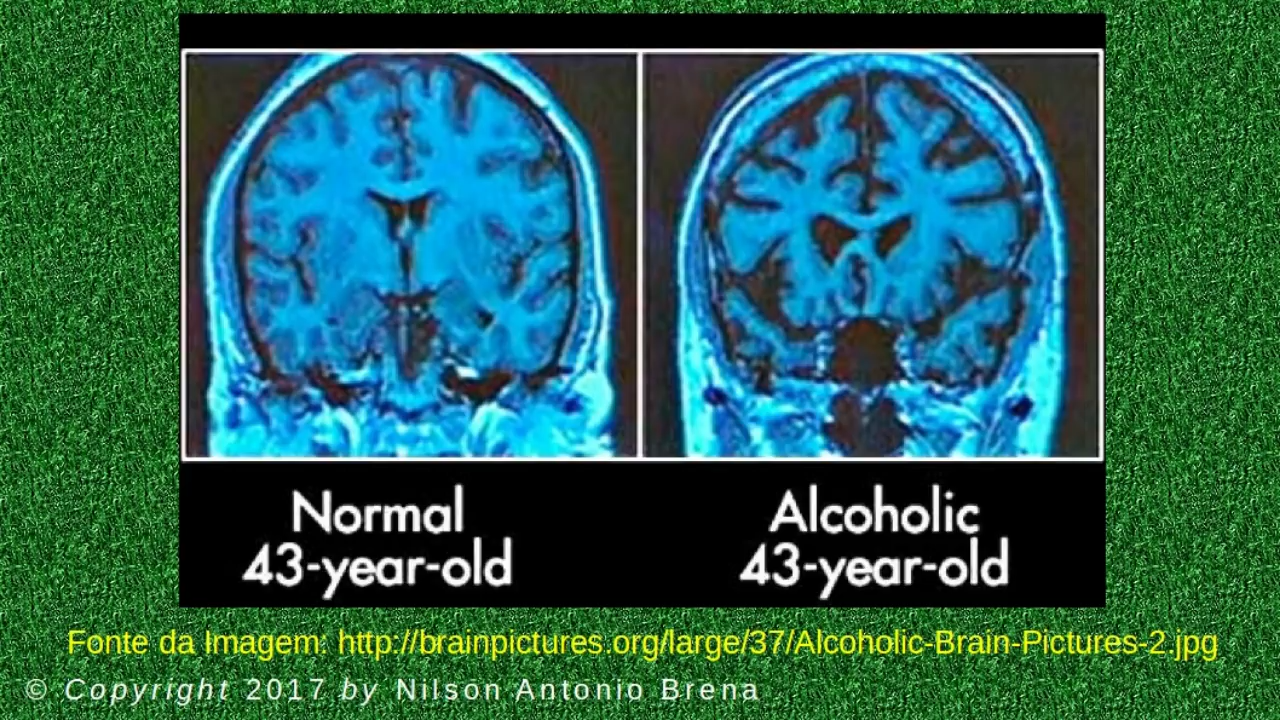 Normal
43-year-old
Alcoholic
43-year-old
Fonte da Imagem: http://brainpictures.org/large/37/Alcoholic-Brain-Pictures-2.jpg
© Copyright 2017 by Nilson Antonio Brena